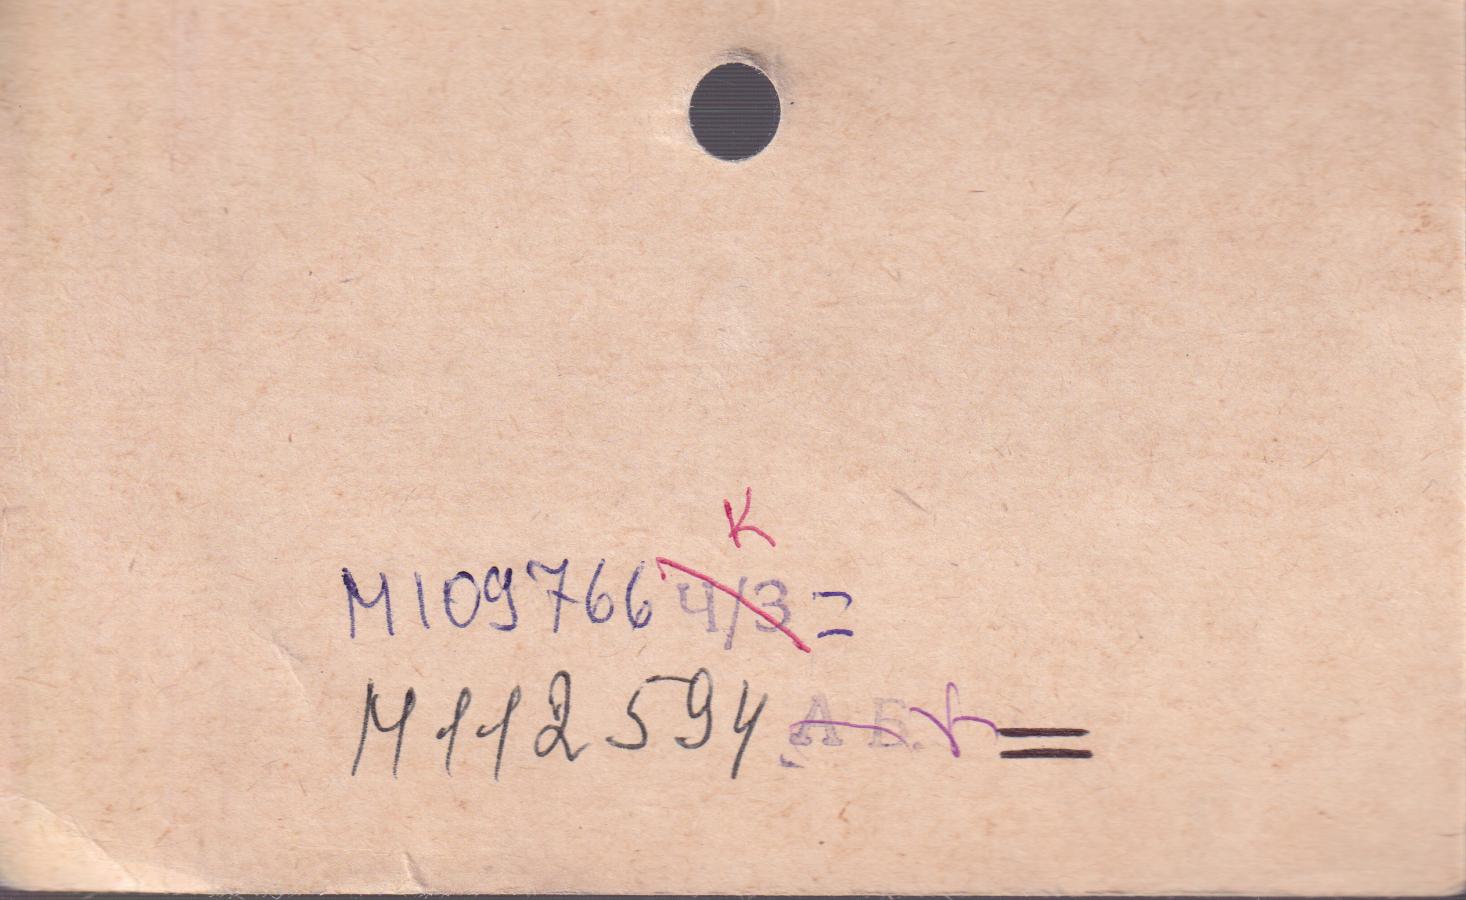 К
М109766 Ч/З =
М112594 А Б. к =